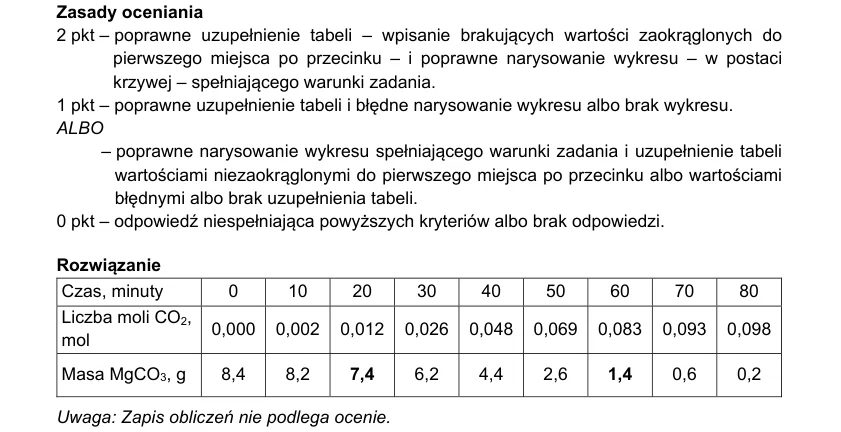 Zasady oceniania
2 pkt – poprawne uzupełnienie tabeli – wpisanie brakujących wartości zaokrąglonych do
pierwszego miejsca po przecinku – i poprawne narysowanie wykresu – w postaci
krzywej – spełniającego warunki zadania.
1 pkt – poprawne uzupełnienie tabeli i błędne narysowanie wykresu albo brak wykresu.
ALBO
– poprawne narysowanie wykresu spełniającego warunki zadania i uzupełnienie tabeli
wartościami niezaokrąglonymi do pierwszego miejsca po przecinku albo wartościami
błędnymi albo brak uzupełnienia tabeli.
0 pkt – odpowiedź niespełniająca powyższych kryteriów albo brak odpowiedzi.
Rozwiązanie
Czas, minuty 0 10 20 30 40 50 60 70 80
Liczba moli CO₂,
mol 0,000 0,002 0,012 0,026 0,048 0,069 0,083 0,093 0,098
Masa MgCO₃, g 8,4 8,2 7,4 6,2 4,4 2,6 1,4 0,6 0,2
Uwaga: Zapis obliczeń nie podlega ocenie.